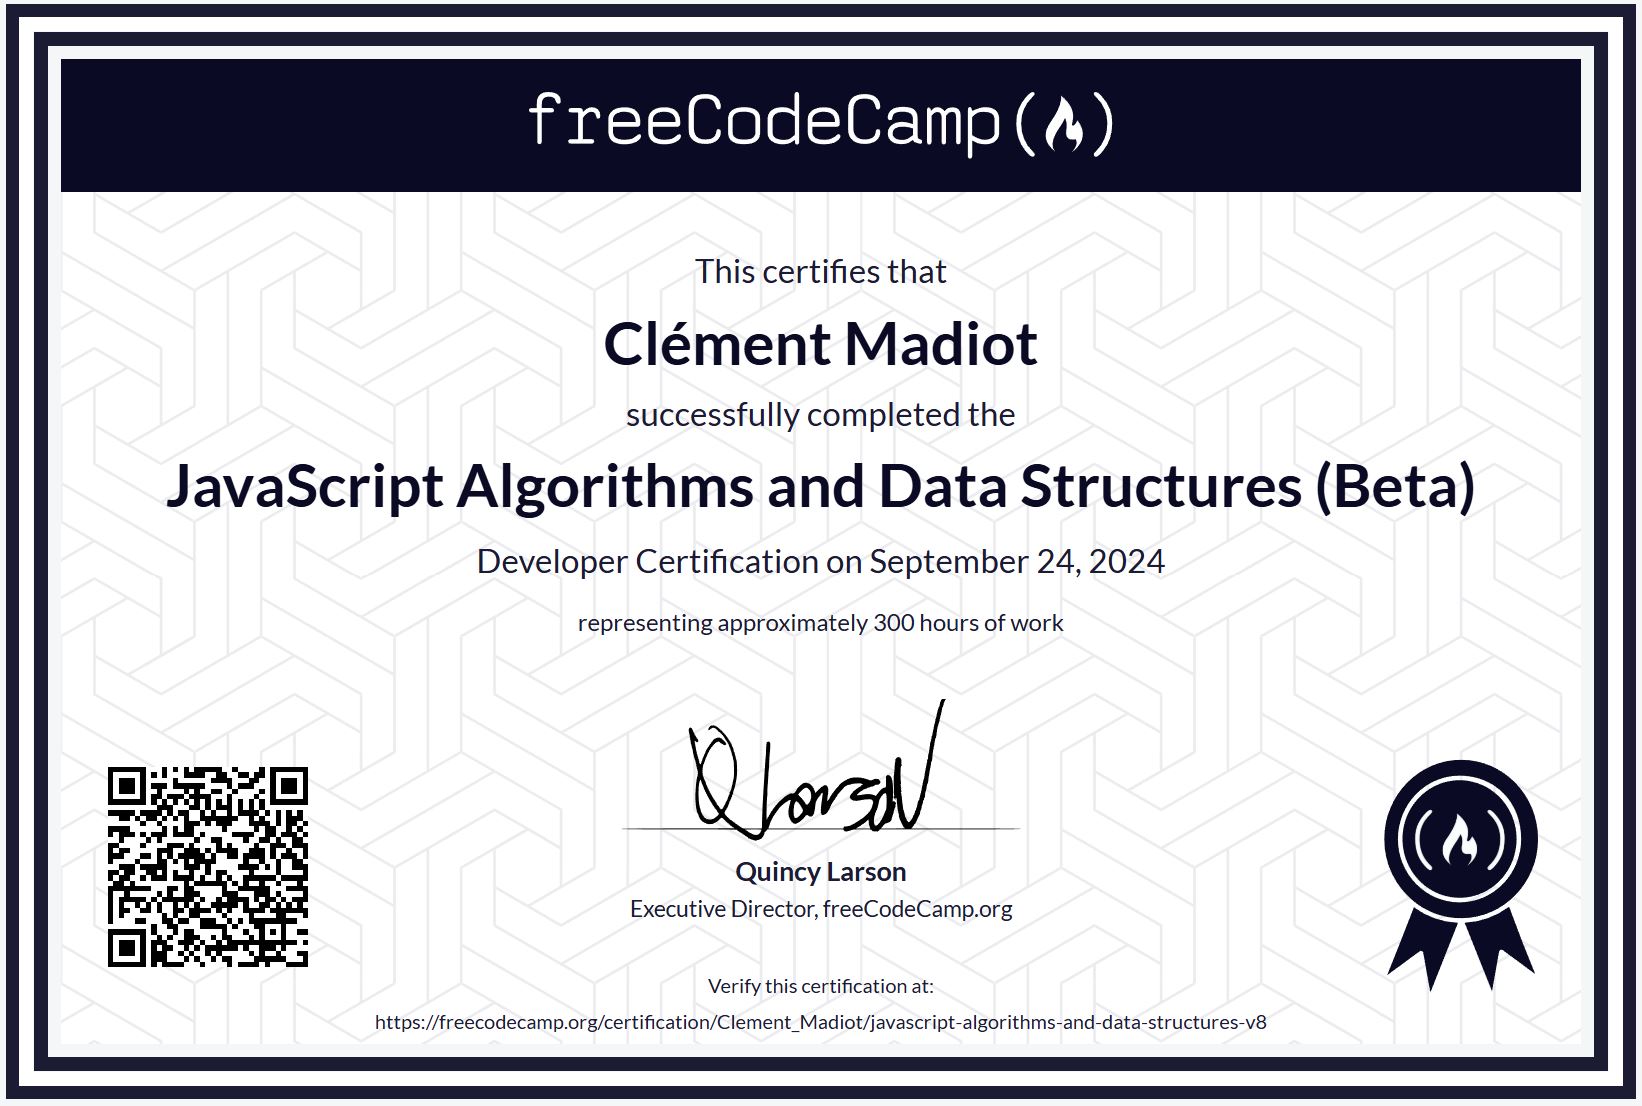 freeCodeCamp(🔥)
This certifies that
Clément Madiot
successfully completed the
JavaScript Algorithms and Data Structures (Beta)
Developer Certification on September 24, 2024
representing approximately 300 hours of work
Q Larson
Quincy Larson
Executive Director, freeCodeCamp.org
Verify this certification at:
https://freecodecamp.org/certification/Clement_Madiot/javascript-algorithms-and-data-structures-v8